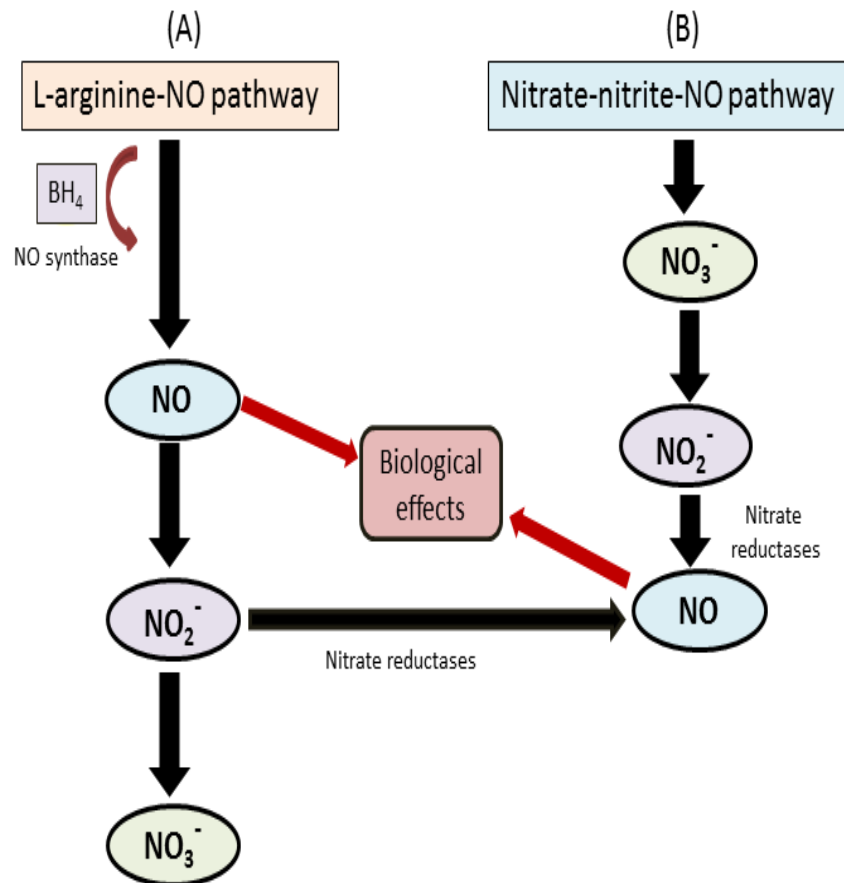 (A)
L-arginine-NO pathway
BH₄
NO synthase
NO
NO₂⁻
NO₃⁻
Nitrate reductases
Biological
effects
(B)
Nitrate-nitrite-NO pathway
NO₃⁻
NO₂⁻
Nitrate
reductases
NO